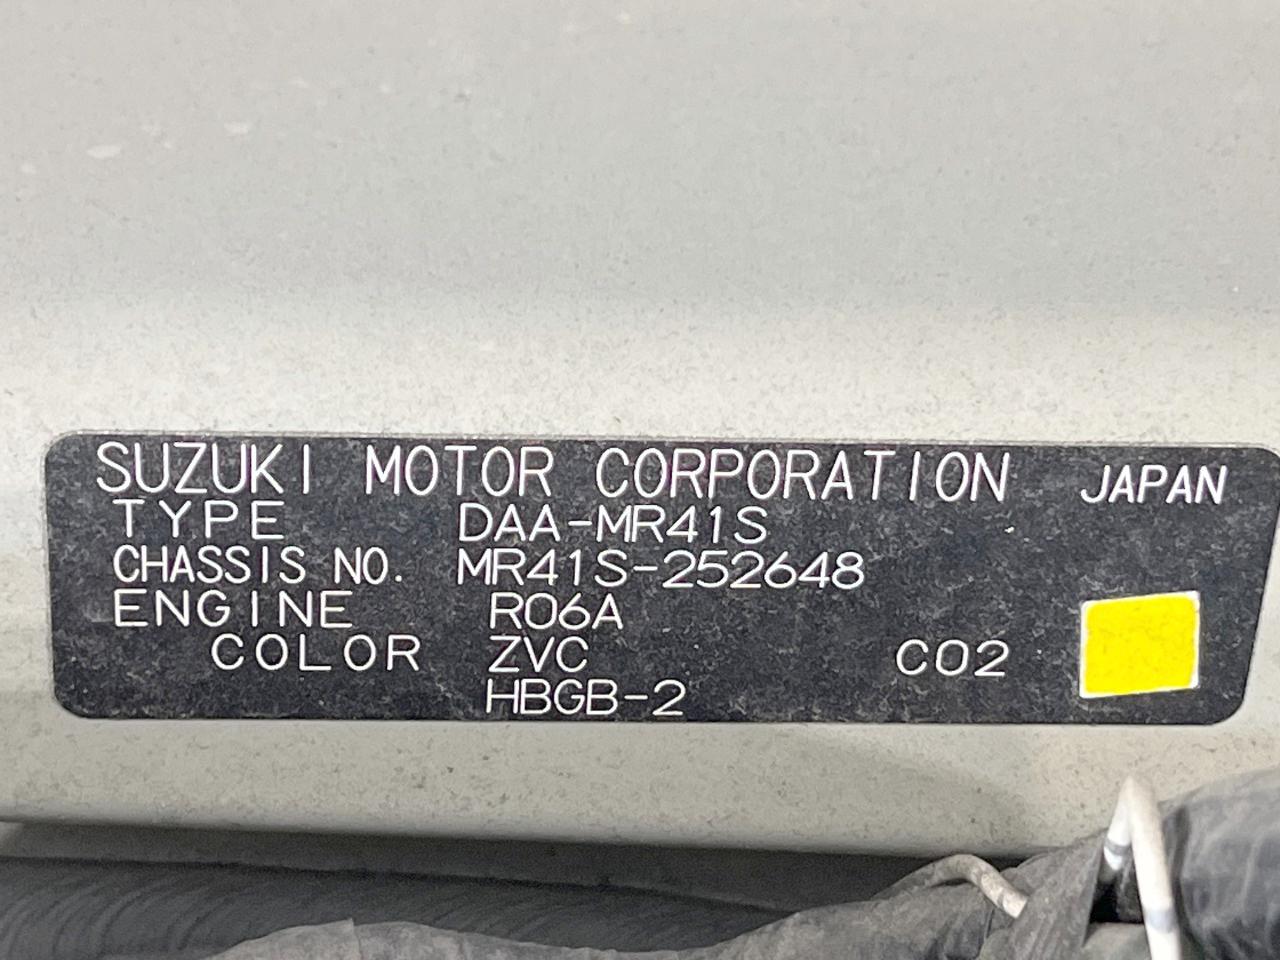 SUZUKI MOTOR CORPORATION JAPAN
TYPE DAA-MR41S
CHASSIS NO. MR41S-252648
ENGINE R06A
COLOR ZVC C02
HBGB-2